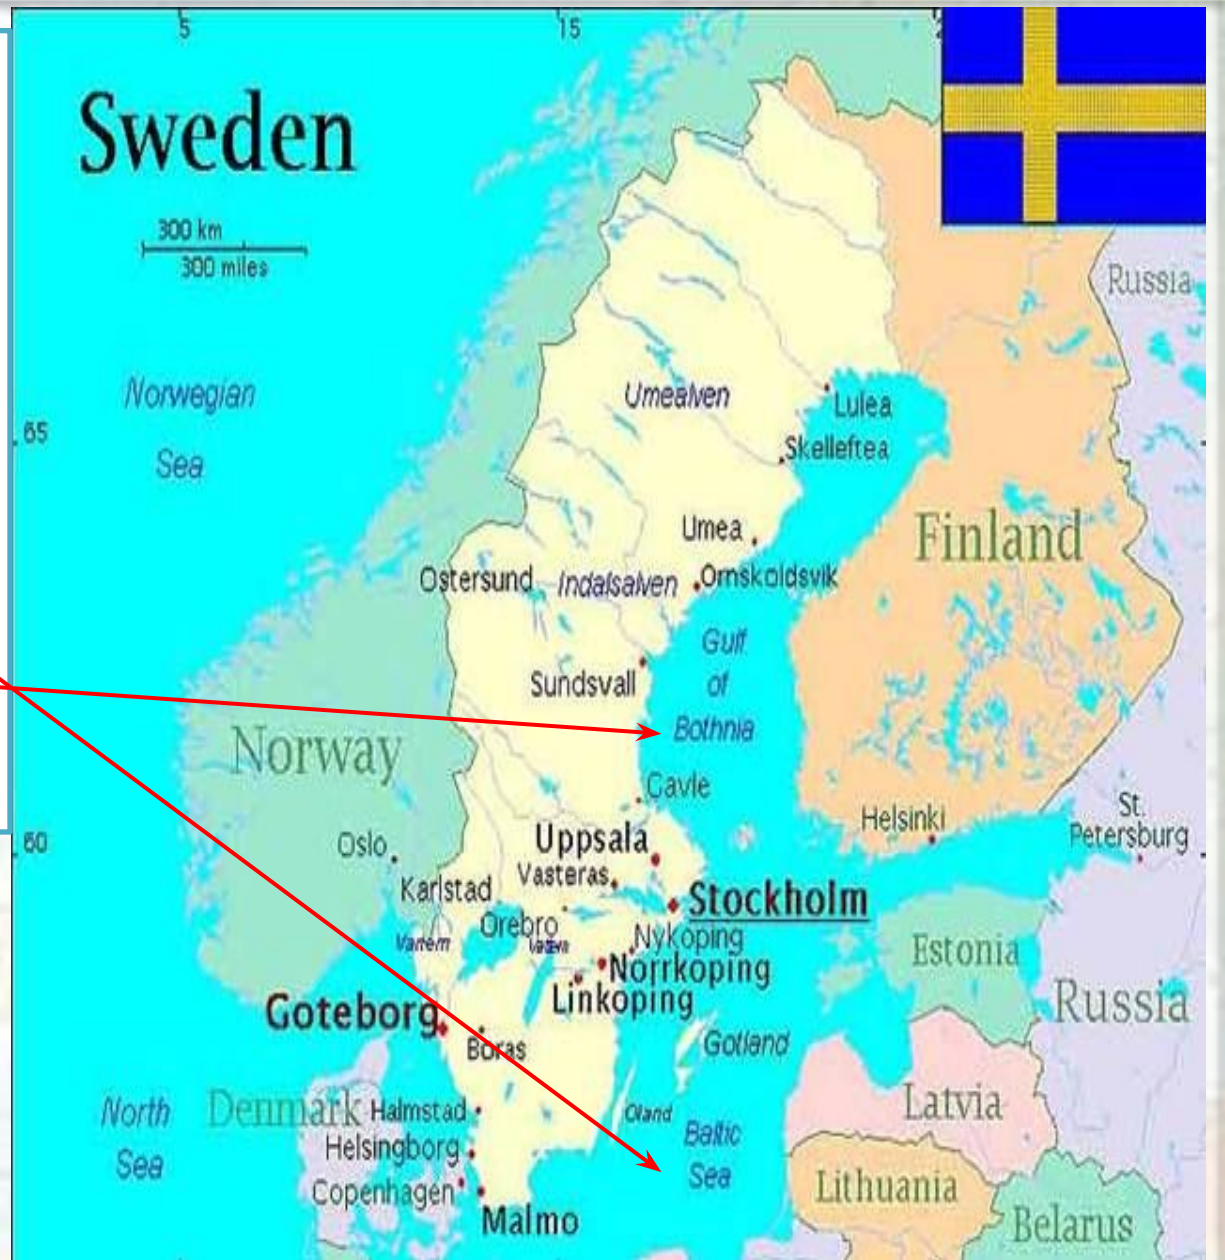 5
15
2
Sweden
300 km
300 miles
Russia
Norwegian
Sea
65
Umealven
Lulea
Skelleftea
Umea
Finland
Ostersund
Indalsalven
Ornskoldsvik
Gulf
of
Bothnia
Sundsvall
Norway
Gavle
Helsinki
St.
Petersburg
60
Oslo
Uppsala
Vasteras
Karlstad
Stockholm
Orebro
Vanern
Nykoping
Estonia
Norrkoping
Linkoping
Russia
Goteborg
Boras
Gotland
North
Sea
Denmark
Halmstad
Oland
Baltic
Sea
Latvia
Helsingborg
Copenhagen
Malmo
Lithuania
Belarus